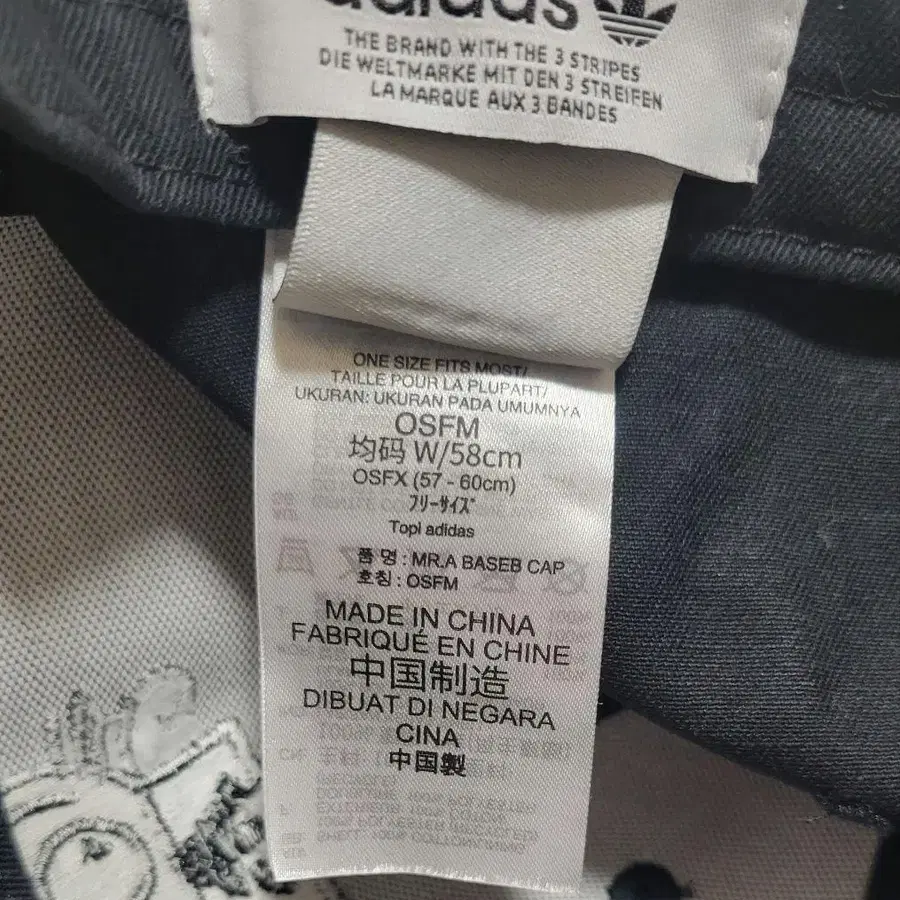 adidas
THE BRAND WITH THE 3 STRIPES
DIE WELTMARKE MIT DEN 3 STREIFEN
LA MARQUE AUX 3 BANDES
ONE SIZE FITS MOST/
TAILLE POUR LA PLUPART/
UKURAN: UKURAN PADA UMUMNYA
OSFM
均码 W/58cm
OSFX (57 - 60cm)
フリーサイズ
Topi adidas
품 명 : MR.A BASEB CAP
호칭 : OSFM
MADE IN CHINA
FABRIQUÉ EN CHINE
中国制造
DIBUAT DI NEGARA
CINA
中国製